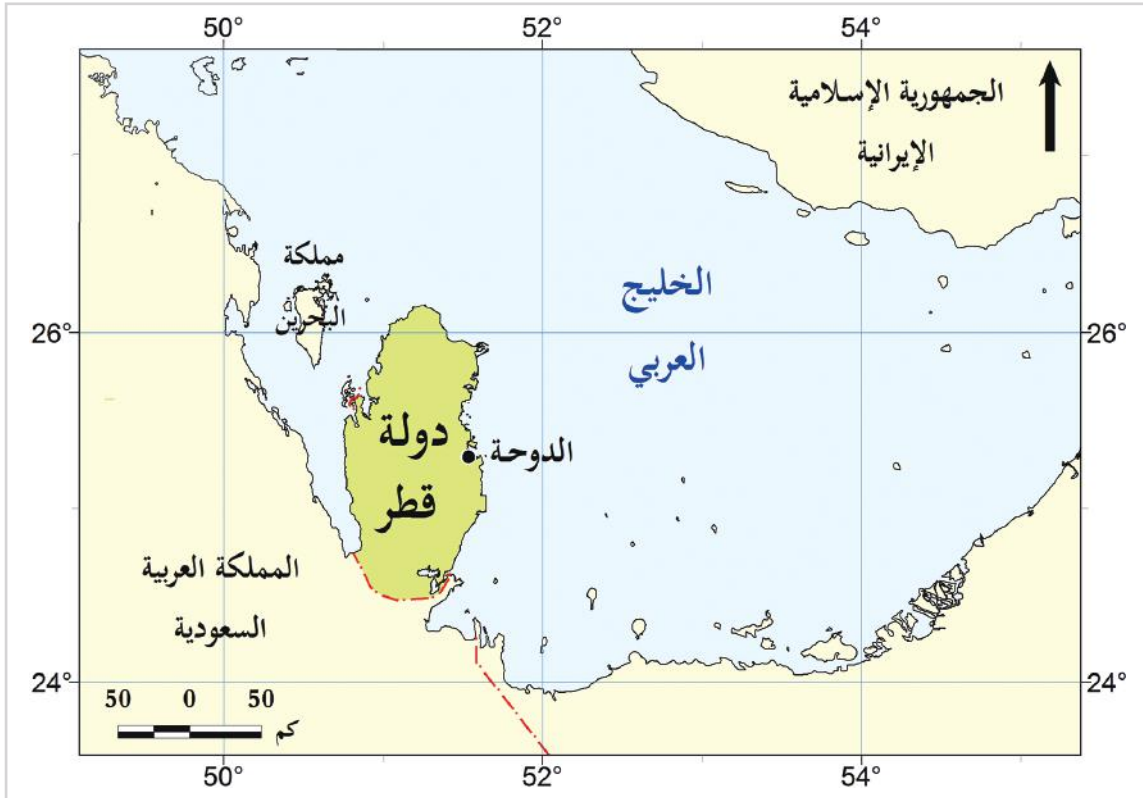 50° 52° 54°
الجمهورية الإسلامية
الإيرانية
مملكة
البحرين
الخليج
العربي
26° 26°
دولة
قطر
الدوحة
المملكة العربية
السعودية
24° 24°
50 0 50
كم
50° 52° 54°